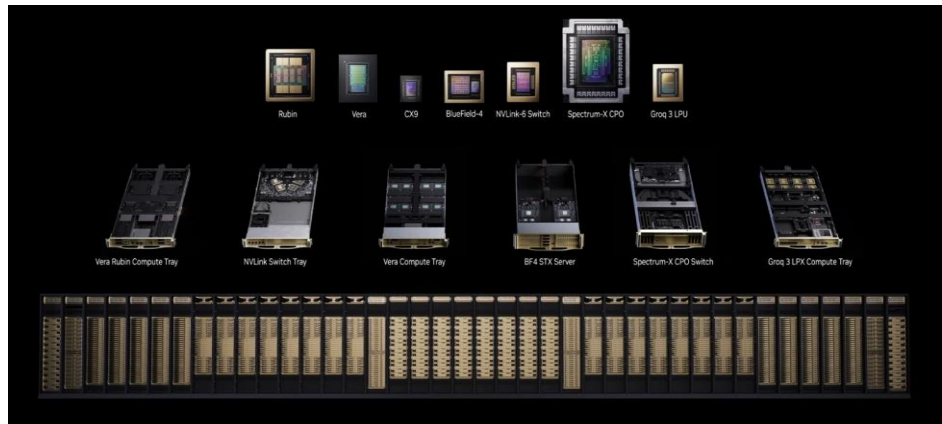 Rubin
Vera
CX9
BlueField-4
NVLink-6 Switch
Spectrum-X CPO
Groq 3 LPU
Vera Rubin Compute Tray
NVLink Switch Tray
Vera Compute Tray
BF4 STX Server
Spectrum-X CPO Switch
Groq 3 LPX Compute Tray